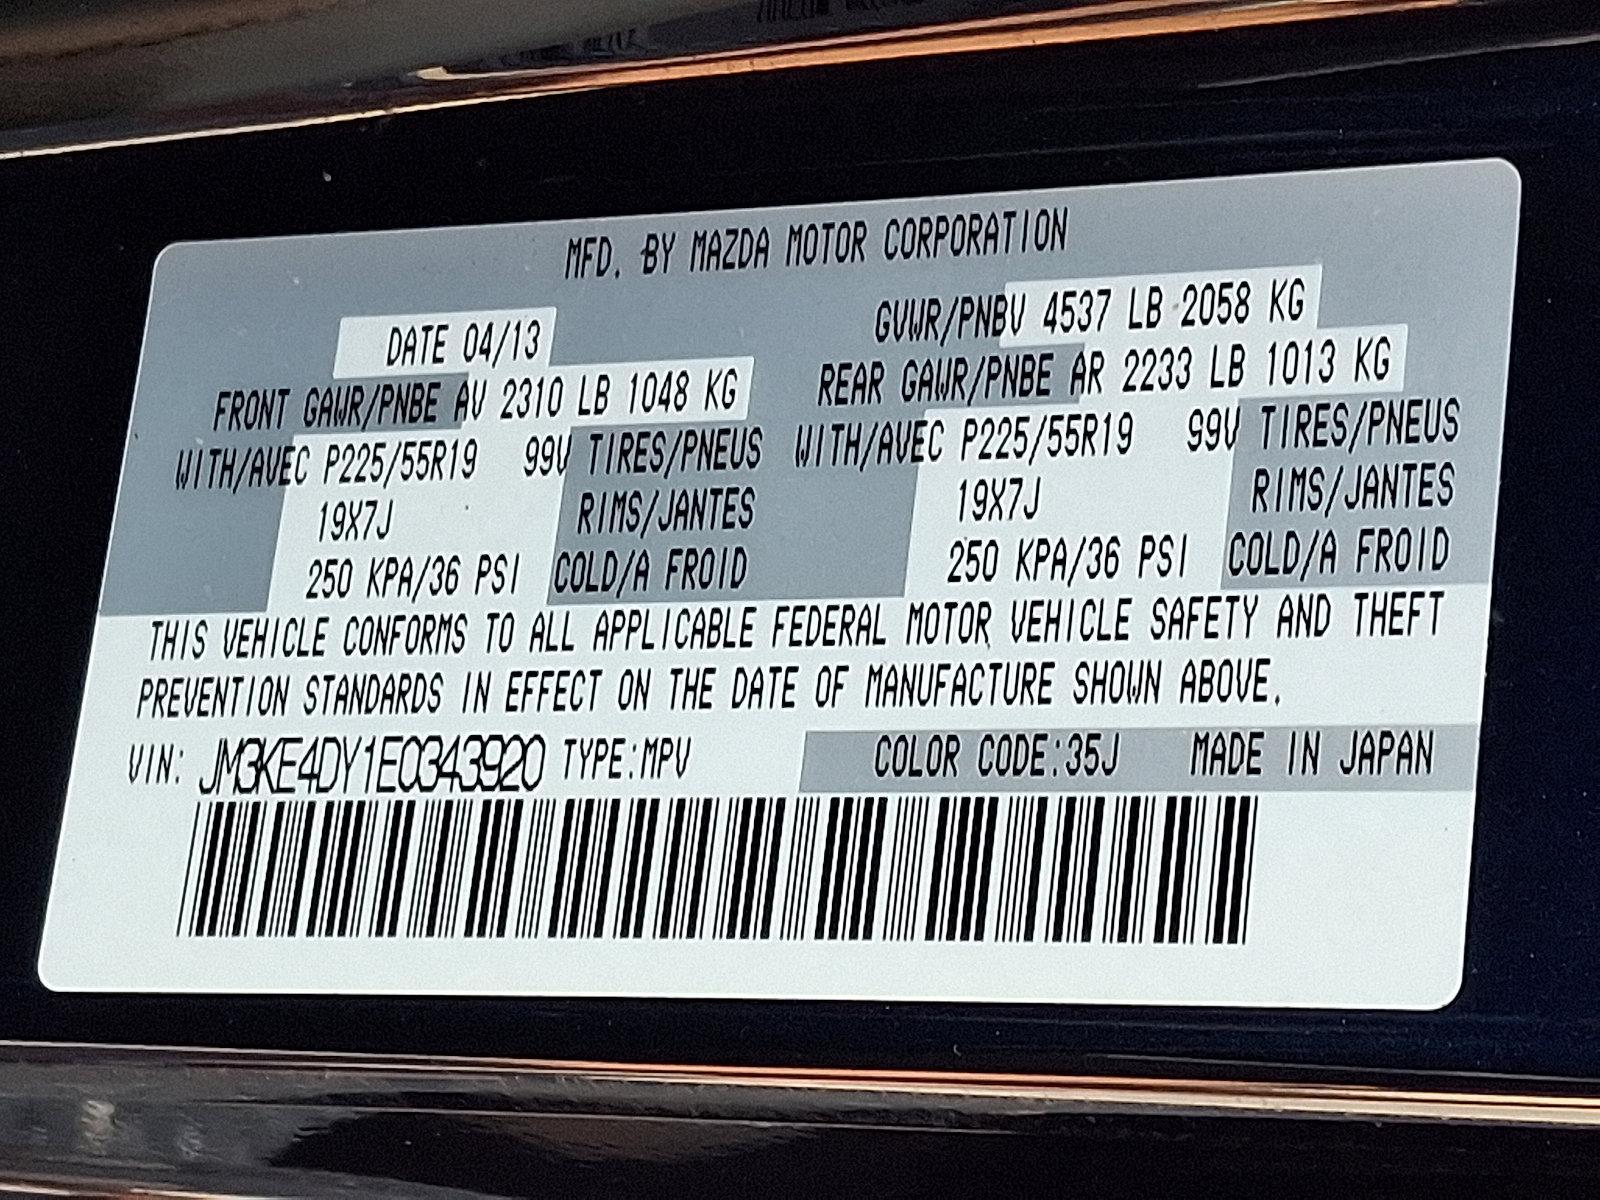 MFD. BY MAZDA MOTOR CORPORATION
DATE 04/13
GVWR/PNBV 4537 LB 2058 KG
FRONT GAWR/PNBE AV 2310 LB 1048 KG
REAR GAWR/PNBE AR 2233 LB 1013 KG
WITH/AVEC P225/55R19 99V TIRES/PNEUS
WITH/AVEC P225/55R19 99V TIRES/PNEUS
19X7J RIMS/JANTES
19X7J RIMS/JANTES
250 KPA/36 PSI COLD/A FROID
250 KPA/36 PSI COLD/A FROID
THIS VEHICLE CONFORMS TO ALL APPLICABLE FEDERAL MOTOR VEHICLE SAFETY AND THEFT
PREVENTION STANDARDS IN EFFECT ON THE DATE OF MANUFACTURE SHOWN ABOVE.
VIN: JM3KE4DY1E0343920 TYPE:MPV COLOR CODE:35J MADE IN JAPAN